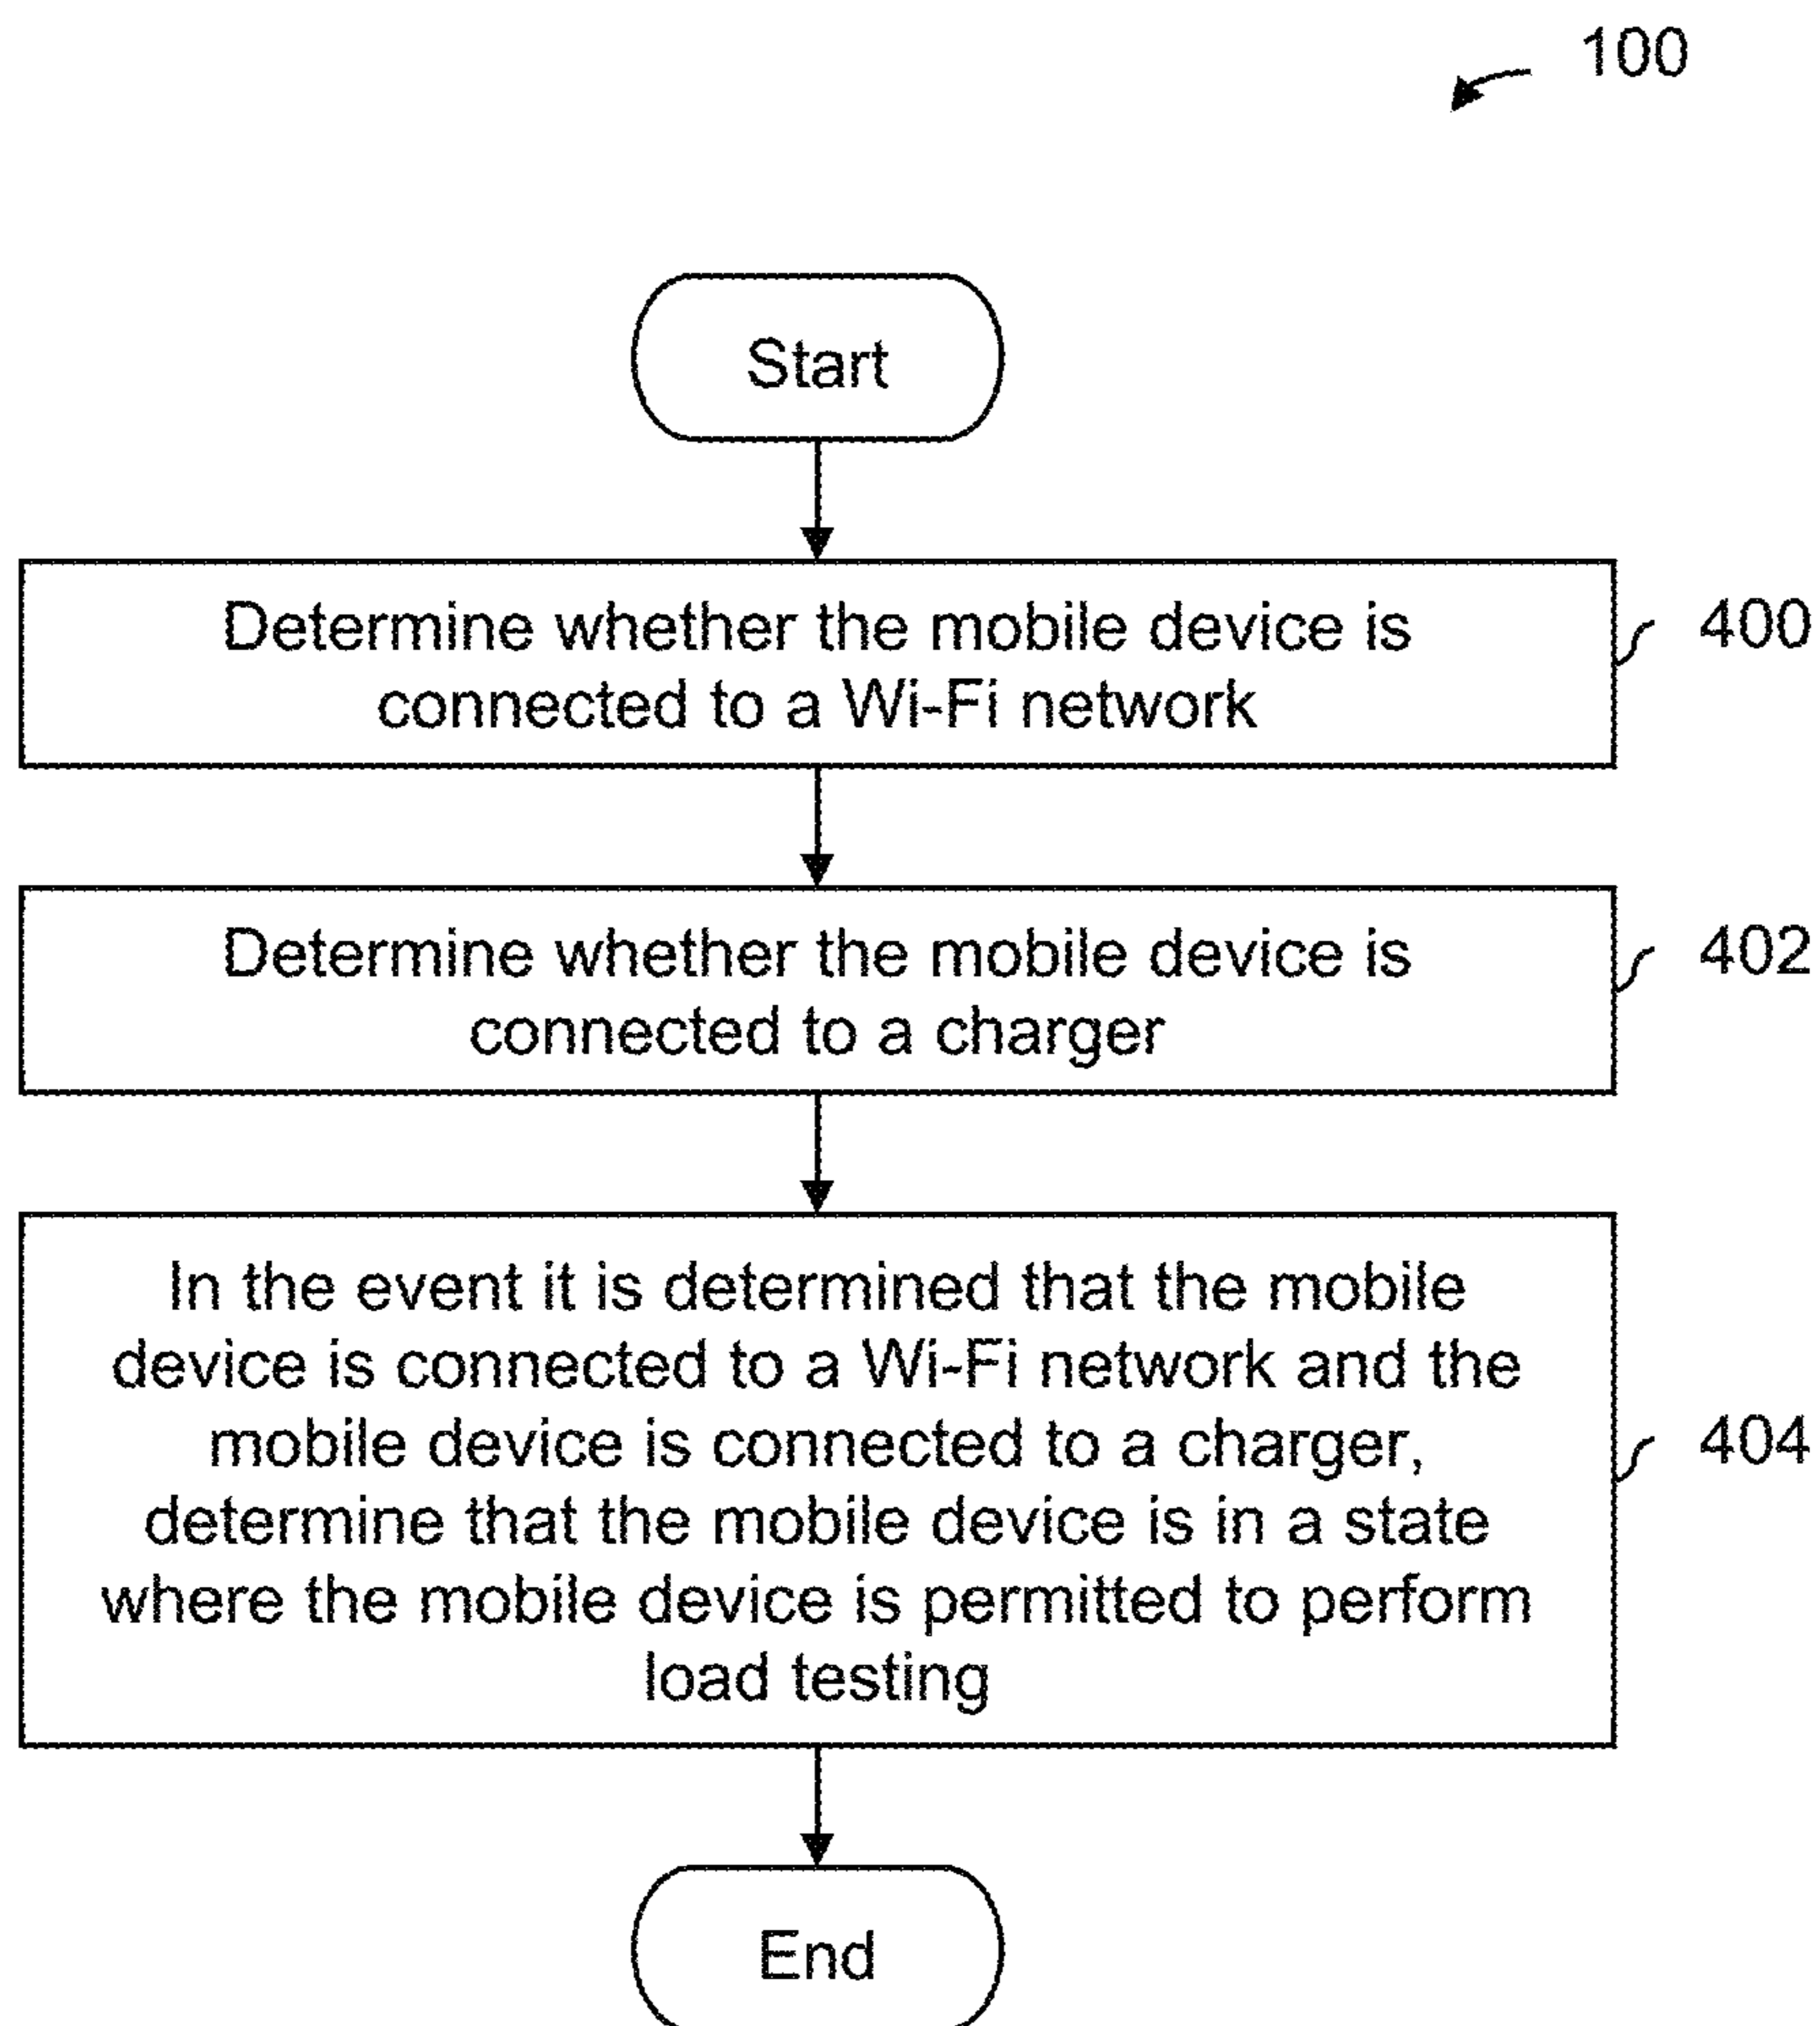 100
Start
Determine whether the mobile device is
connected to a Wi-Fi network
400
Determine whether the mobile device is
connected to a charger
402
In the event it is determined that the mobile
device is connected to a Wi-Fi network and the
mobile device is connected to a charger,
determine that the mobile device is in a state
where the mobile device is permitted to perform
load testing
404
End